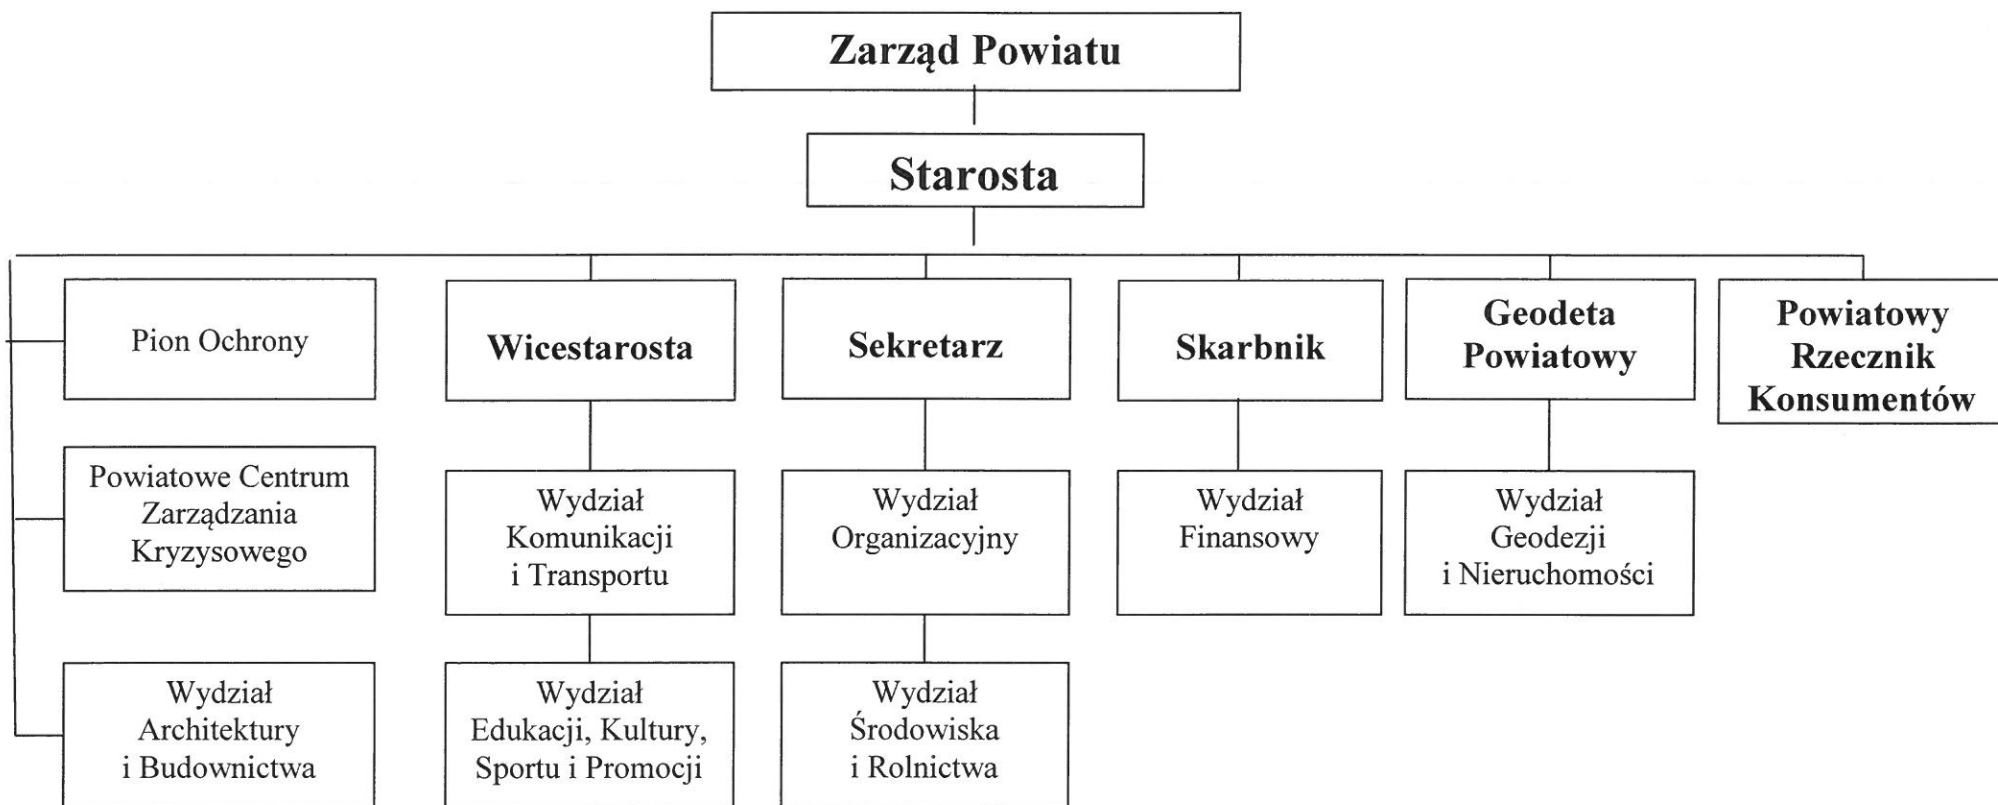 Zarząd Powiatu
Starosta
Pion Ochrony
Wicestarosta
Sekretarz
Skarbnik
Geodeta
Powiatowy
Powiatowy
Rzecznik
Konsumentów
Powiatowe Centrum
Zarządzania
Kryzysowego
Wydział
Komunikacji
i Transportu
Wydział
Organizacyjny
Wydział
Finansowy
Wydział
Geodezji
i Nieruchomości
Wydział
Architektury
i Budownictwa
Wydział
Edukacji, Kultury,
Sportu i Promocji
Wydział
Środowiska
i Rolnictwa